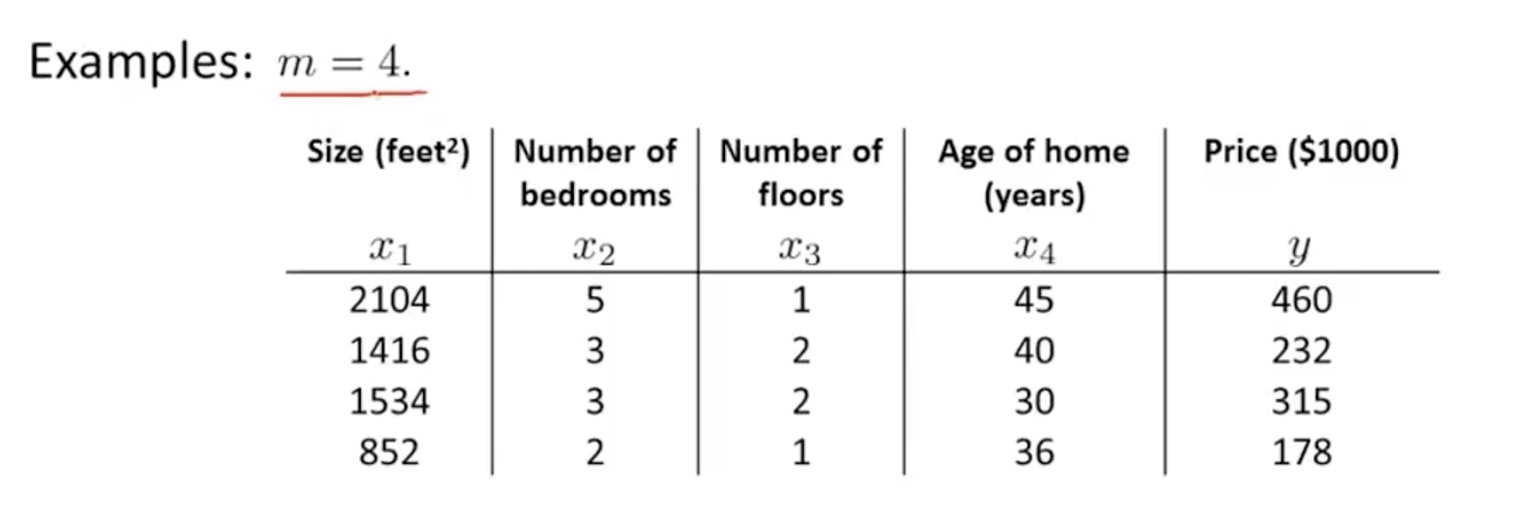 Examples: m = 4.
Size (feet²) Number of bedrooms Number of floors Age of home (years) Price ($1000)
x₁ x₂ x₃ x₄ y
2104 5 1 45 460
1416 3 2 40 232
1534 3 2 30 315
852 2 1 36 178